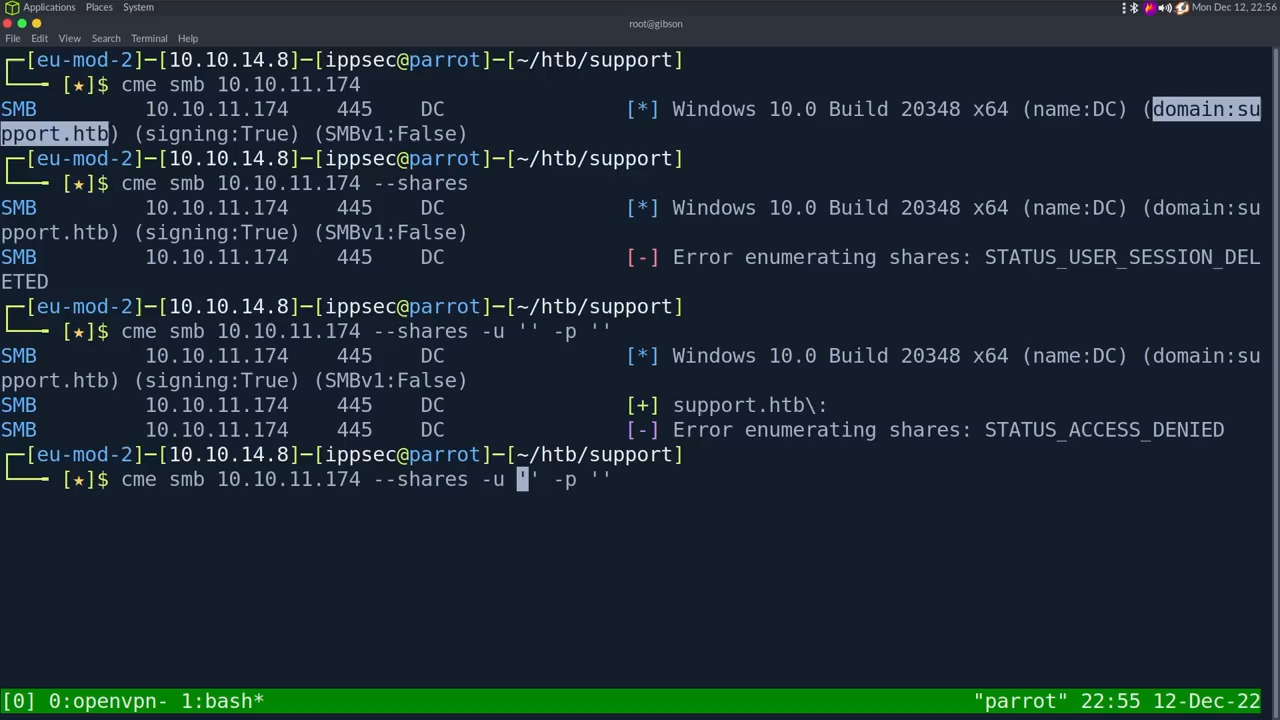 Applications Places System Mon Dec 12, 22:56
root@gibson
File Edit View Search Terminal Help
┌─[eu-mod-2]─[10.10.14.8]─[ippsec@parrot]─[~/htb/support]
└──╼ [★]$ cme smb 10.10.11.174
SMB 10.10.11.174 445 DC [*] Windows 10.0 Build 20348 x64 (name:DC) (domain:su
pport.htb) (signing:True) (SMBv1:False)
┌─[eu-mod-2]─[10.10.14.8]─[ippsec@parrot]─[~/htb/support]
└──╼ [★]$ cme smb 10.10.11.174 --shares
SMB 10.10.11.174 445 DC [*] Windows 10.0 Build 20348 x64 (name:DC) (domain:su
pport.htb) (signing:True) (SMBv1:False)
SMB 10.10.11.174 445 DC [-] Error enumerating shares: STATUS_USER_SESSION_DEL
ETED
┌─[eu-mod-2]─[10.10.14.8]─[ippsec@parrot]─[~/htb/support]
└──╼ [★]$ cme smb 10.10.11.174 --shares -u '' -p ''
SMB 10.10.11.174 445 DC [*] Windows 10.0 Build 20348 x64 (name:DC) (domain:su
pport.htb) (signing:True) (SMBv1:False)
SMB 10.10.11.174 445 DC [+] support.htb\:
SMB 10.10.11.174 445 DC [-] Error enumerating shares: STATUS_ACCESS_DENIED
┌─[eu-mod-2]─[10.10.14.8]─[ippsec@parrot]─[~/htb/support]
└──╼ [★]$ cme smb 10.10.11.174 --shares -u '' -p ''
[0] 0:openvpn- 1:bash* "parrot" 22:55 12-Dec-22